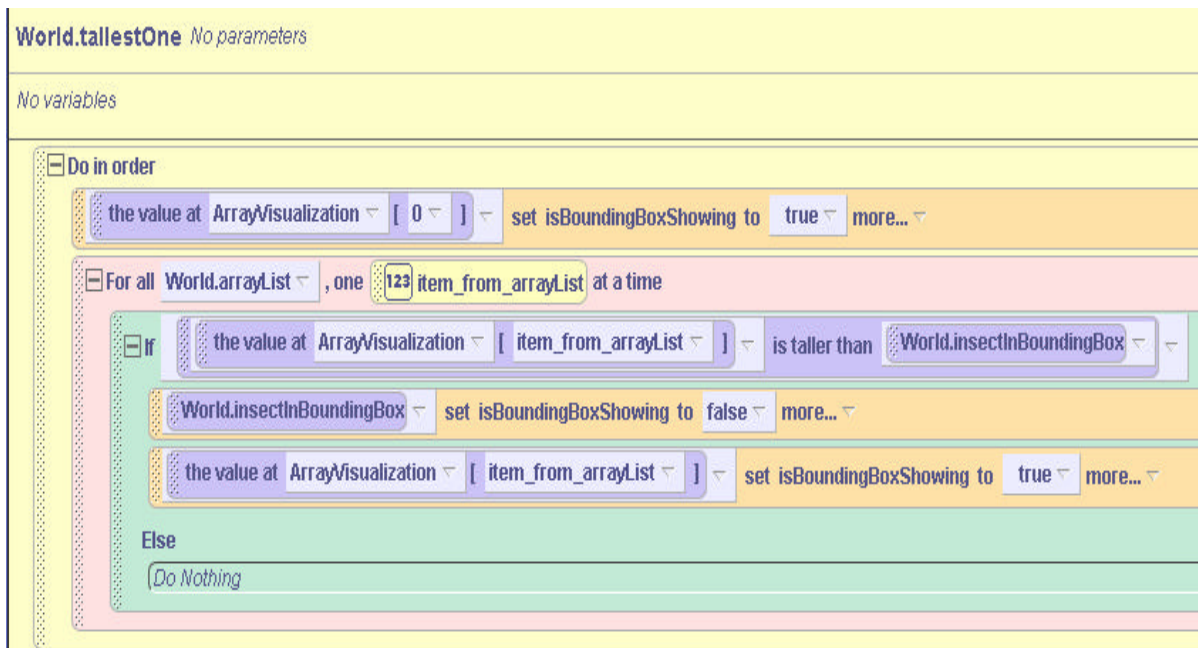 World.tallestOne No parameters
No variables
Do in order
the value at ArrayVisualization [ 0 ] set isBoundingBoxShowing to true more...
For all World.arrayList , one 123 item_from_arrayList at a time
If the value at ArrayVisualization [ item_from_arrayList ] is taller than World.insectInBoundingBox
World.insectInBoundingBox set isBoundingBoxShowing to false more...
the value at ArrayVisualization [ item_from_arrayList ] set isBoundingBoxShowing to true more...
Else
Do Nothing